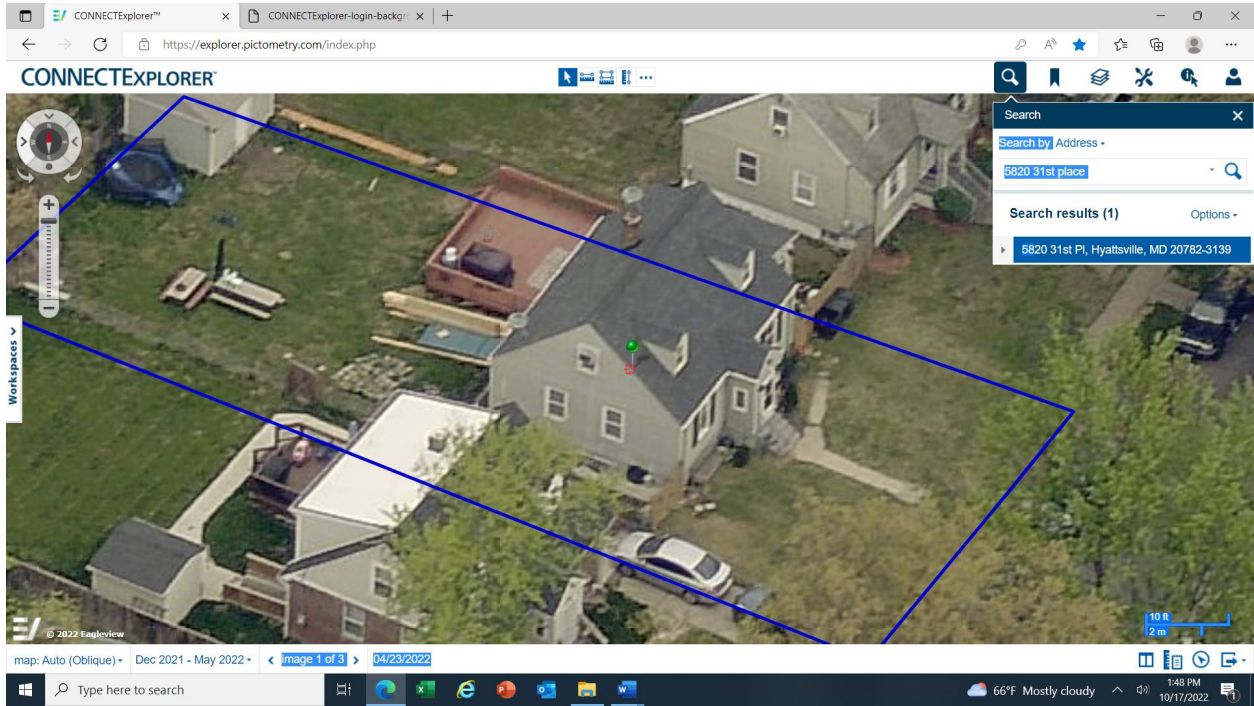 CONNECTExplorer™
CONNECTExplorer-login-backgr
https://explorer.pictometry.com/index.php
CONNECTEXPLORER™
Search
Search by Address
5820 31st place
Search results (1)
Options
5820 31st Pl, Hyattsville, MD 20782-3139
Workspaces
© 2022 Eagleview
10 ft
2 m
map: Auto (Oblique)
Dec 2021 - May 2022
image 1 of 3
04/23/2022
Type here to search
66°F Mostly cloudy
1:48 PM
10/17/2022